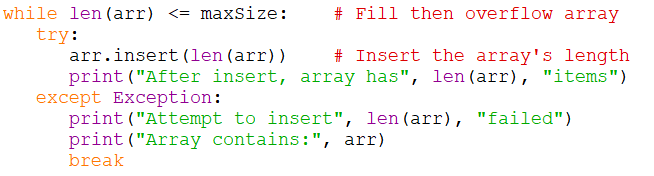 while len(arr) <= maxSize:    # Fill then overflow array
   try:
      arr.insert(len(arr))    # Insert the array's length
      print("After insert, array has", len(arr), "items")
   except Exception:
      print("Attempt to insert", len(arr), "failed")
      print("Array contains:", arr)
      break